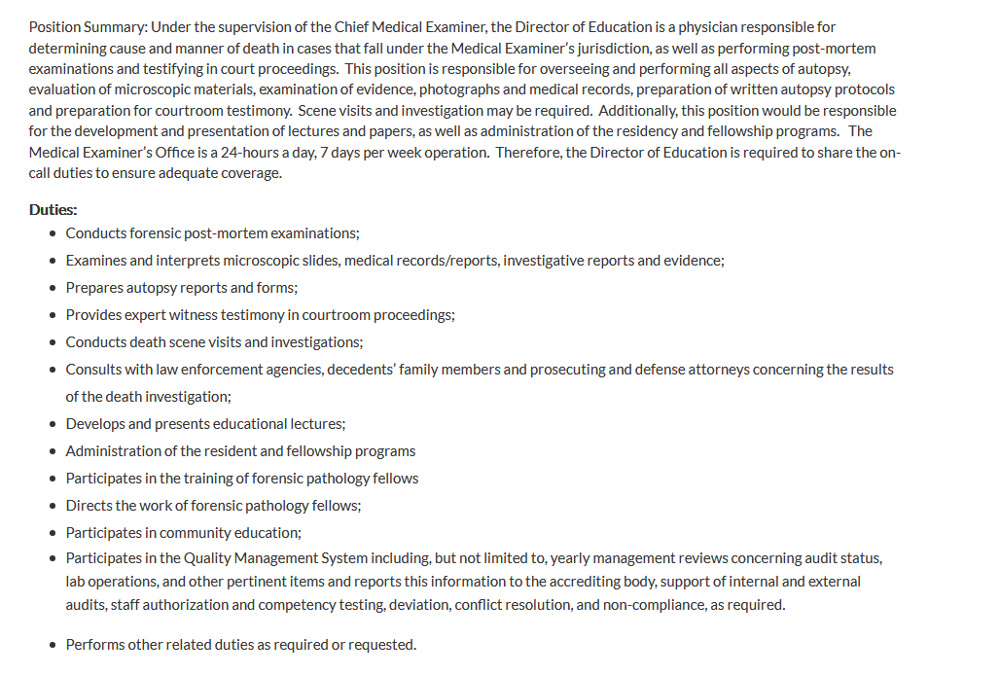 Position Summary: Under the supervision of the Chief Medical Examiner, the Director of Education is a physician responsible for
determining cause and manner of death in cases that fall under the Medical Examiner's jurisdiction, as well as performing post-mortem
examinations and testifying in court proceedings.  This position is responsible for overseeing and performing all aspects of autopsy,
evaluation of microscopic materials, examination of evidence, photographs and medical records, preparation of written autopsy protocols
and preparation for courtroom testimony.  Scene visits and investigation may be required.  Additionally, this position would be responsible
for the development and presentation of lectures and papers, as well as administration of the residency and fellowship programs.   The
Medical Examiner's Office is a 24-hours a day, 7 days per week operation.  Therefore, the Director of Education is required to share the on-
call duties to ensure adequate coverage.
Duties:
• Conducts forensic post-mortem examinations;
• Examines and interprets microscopic slides, medical records/reports, investigative reports and evidence;
• Prepares autopsy reports and forms;
• Provides expert witness testimony in courtroom proceedings;
• Conducts death scene visits and investigations;
• Consults with law enforcement agencies, decedents' family members and prosecuting and defense attorneys concerning the results
of the death investigation;
• Develops and presents educational lectures;
• Administration of the resident and fellowship programs
• Participates in the training of forensic pathology fellows
• Directs the work of forensic pathology fellows;
• Participates in community education;
• Participates in the Quality Management System including, but not limited to, yearly management reviews concerning audit status,
lab operations, and other pertinent items and reports this information to the accrediting body, support of internal and external
audits, staff authorization and competency testing, deviation, conflict resolution, and non-compliance, as required.
• Performs other related duties as required or requested.